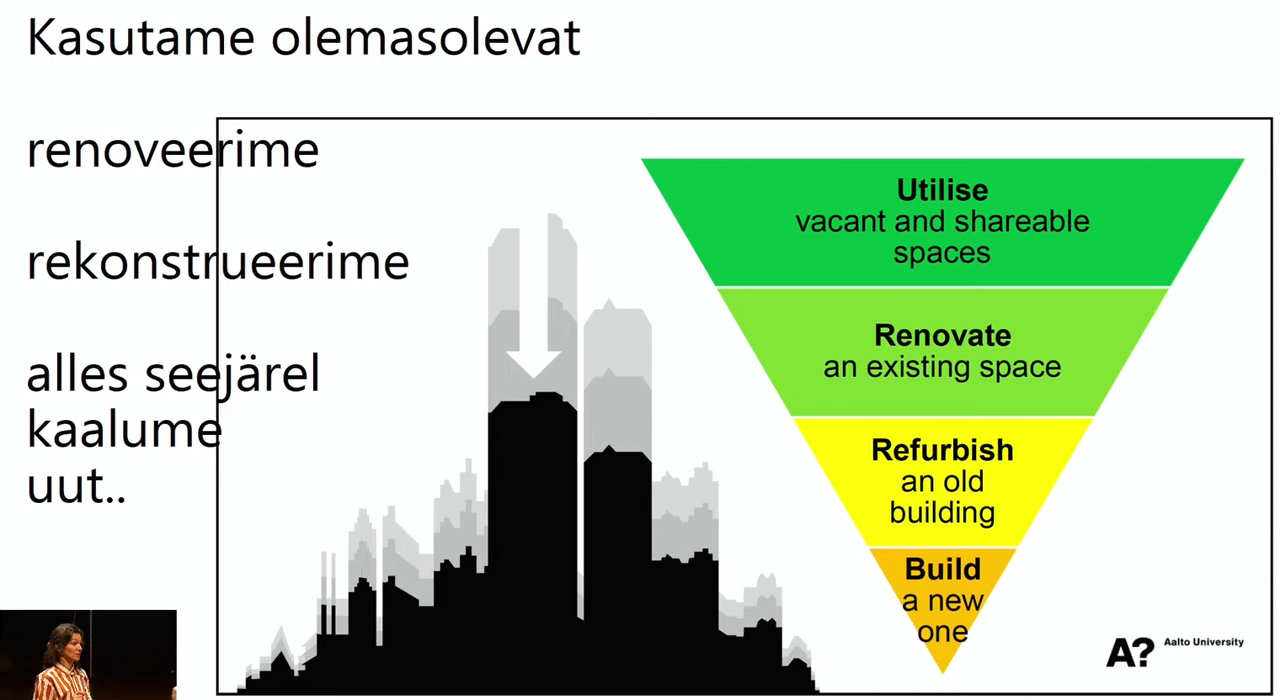 Kasutame olemasolevat
renoveerime
rekonstrueerime
alles seejärel
kaalume
uut..
Utilise
vacant and shareable
spaces
Renovate
an existing space
Refurbish
an old
building
Build
a new
one
A? Aalto University